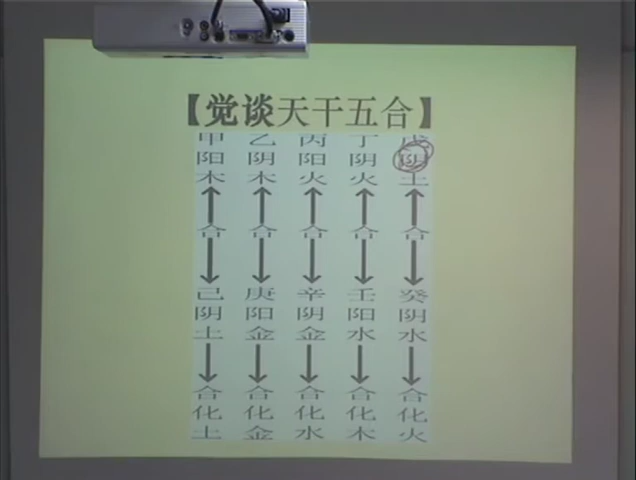 【觉谈天干五合】
甲阳木 合 己阴土 合化土
乙阴木 合 庚阳金 合化金
丙阳火 合 辛阴金 合化水
丁阴火 合 壬阳水 合化木
戊阴土 合 癸阴水 合化火